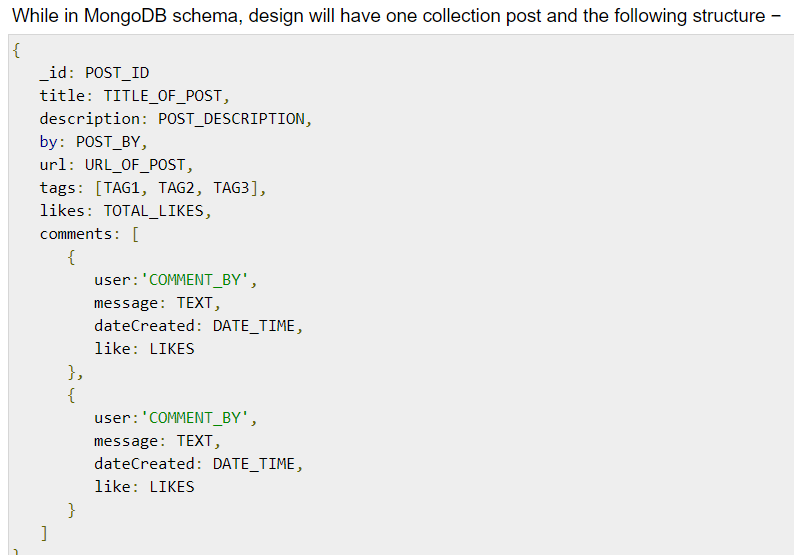 While in MongoDB schema, design will have one collection post and the following structure −
{
   _id: POST_ID
   title: TITLE_OF_POST,
   description: POST_DESCRIPTION,
   by: POST_BY,
   url: URL_OF_POST,
   tags: [TAG1, TAG2, TAG3],
   likes: TOTAL_LIKES,
   comments: [
      {
         user:'COMMENT_BY',
         message: TEXT,
         dateCreated: DATE_TIME,
         like: LIKES
      },
      {
         user:'COMMENT_BY',
         message: TEXT,
         dateCreated: DATE_TIME,
         like: LIKES
      }
   ]
}